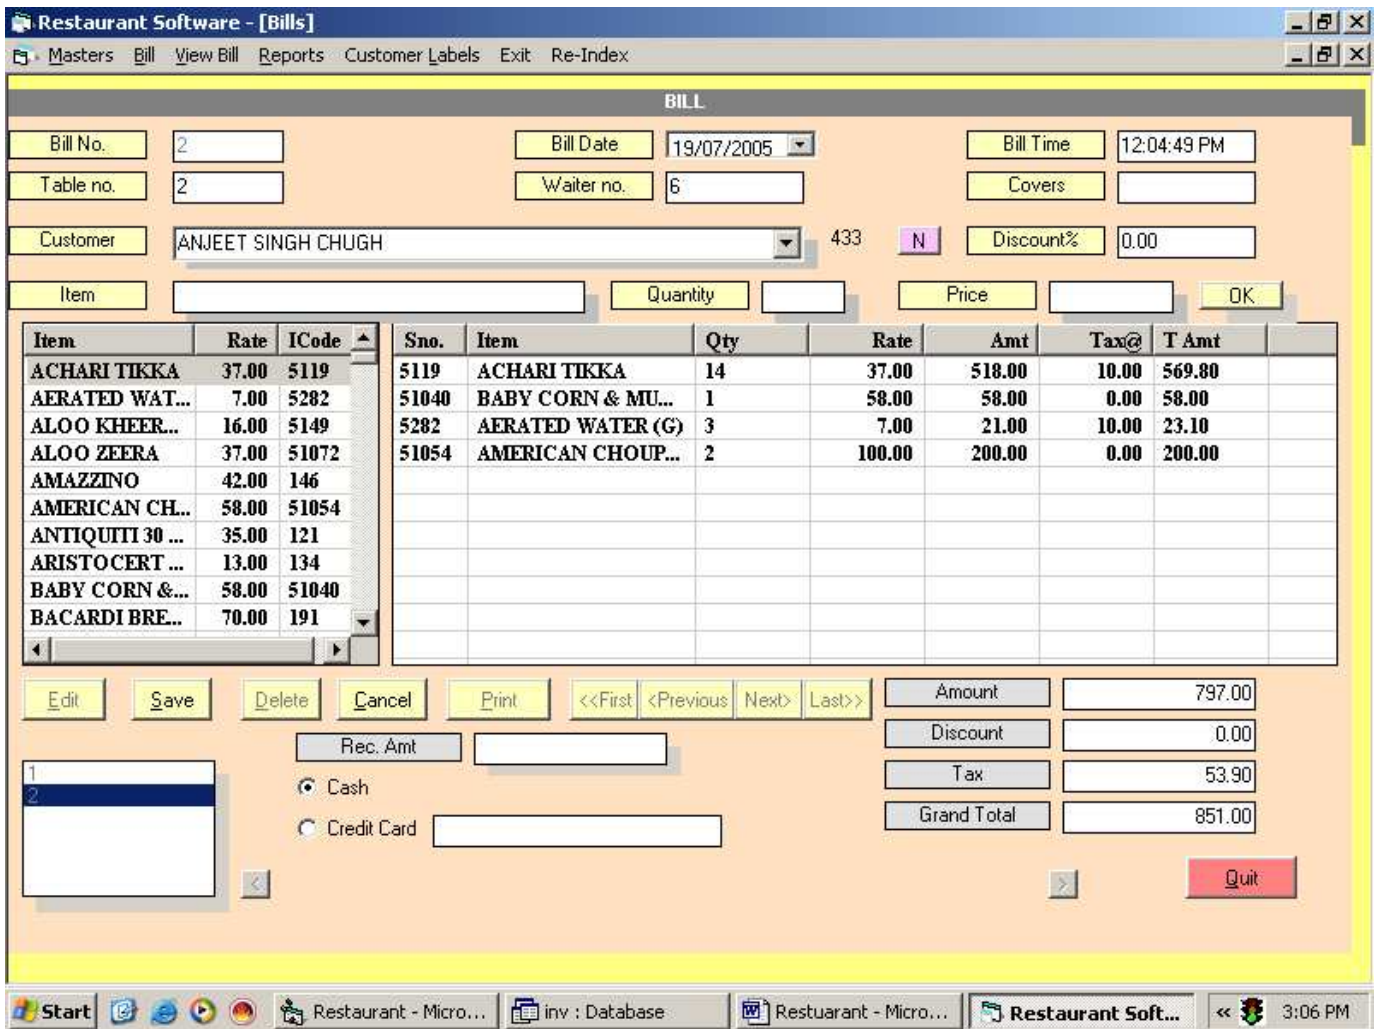 Restaurant Software - [Bills]
Masters Bill View Bill Reports Customer Labels Exit Re-Index
BILL
Bill No. 2 Bill Date 19/07/2005 Bill Time 12:04:49 PM
Table no. 2 Waiter no. 6 Covers
Customer ANJEET SINGH CHUGH 433 N Discount% 0.00
Item Quantity Price OK
Item Rate ICode Sno. Item Qty Rate Amt Tax@ T Amt
ACHARI TIKKA 37.00 5119 5119 ACHARI TIKKA 14 37.00 518.00 10.00 569.80
AERATED WAT... 7.00 5282 51040 BABY CORN & MU... 1 58.00 58.00 0.00 58.00
ALOO KHEER... 16.00 5149 5282 AERATED WATER (G) 3 7.00 21.00 10.00 23.10
ALOO ZEERA 37.00 51072 51054 AMERICAN CHOUP... 2 100.00 200.00 0.00 200.00
AMAZZINO 42.00 146
AMERICAN CH... 58.00 51054
ANTIQUITI 30 ... 35.00 121
ARISTOCERT ... 13.00 134
BABY CORN &... 58.00 51040
BACARDI BRE... 70.00 191
Edit Save Delete Cancel Print <<First <Previous Next> Last>> Amount 797.00
Rec. Amt Discount 0.00
1 Cash Tax 53.90
2
Credit Card Grand Total 851.00
< > Quit
Start Restaurant - Micro... inv : Database Restuarant - Micro... Restaurant Soft... « 3:06 PM